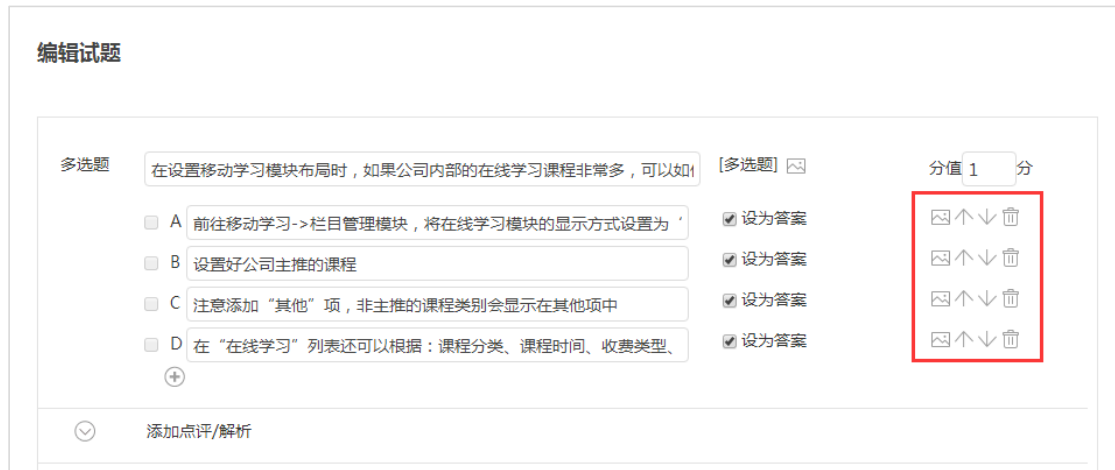 编辑试题
多选题 在设置移动学习模块布局时，如果公司内部的在线学习课程非常多，可以如 [多选题] 分值 1 分
A 前往移动学习->栏目管理模块，将在线学习模块的显示方式设置为“ 设为答案
B 设置好公司主推的课程 设为答案
C 注意添加“其他”项，非主推的课程类别会显示在其他项中 设为答案
D 在“在线学习”列表还可以根据：课程分类、课程时间、收费类型、 设为答案
添加点评/解析